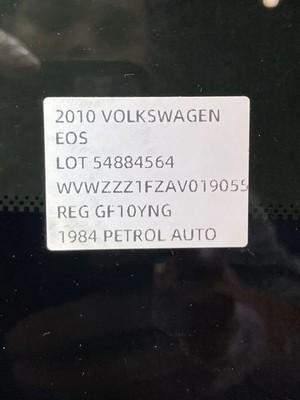 2010 VOLKSWAGEN
EOS
LOT 54884564
WVWZZZ1FZAV019055
REG GF10YNG
1984 PETROL AUTO